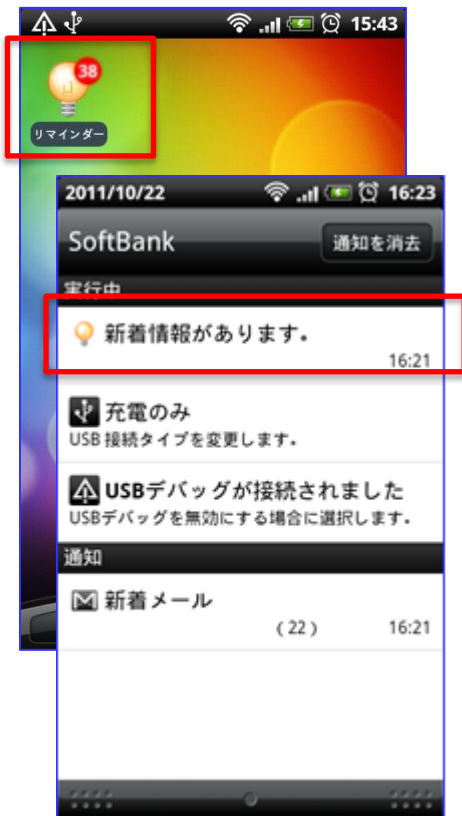 15:43
38
リマインダー
2011/10/22 16:23
SoftBank 通知を消去
実行中
新着情報があります。
16:21
充電のみ
USB 接続タイプを変更します。
USBデバッグが接続されました
USBデバッグを無効にする場合に選択します。
通知
新着メール
(22) 16:21